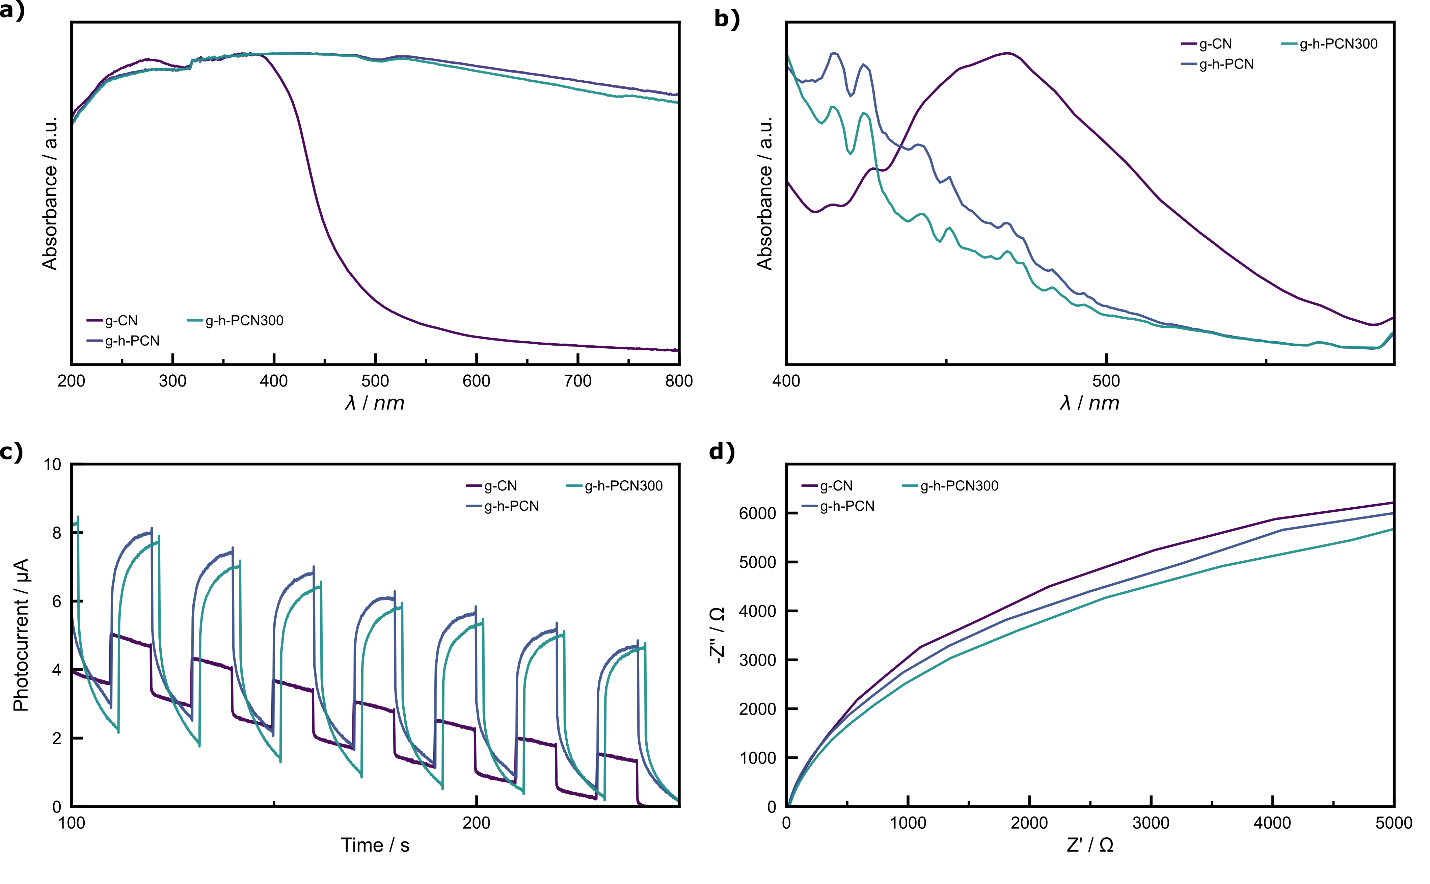 a)
Absorbance / a.u.
g-CN
g-h-PCN300
g-h-PCN
200 300 400 500 600 700 800
λ / nm
b)
Absorbance / a.u.
g-CN
g-h-PCN300
g-h-PCN
400 500
λ / nm
c)
Photocurrent / µA
10
8
6
4
2
0
g-CN
g-h-PCN300
g-h-PCN
100 200
Time / s
d)
-Z'' / Ω
6000
5000
4000
3000
2000
1000
0
g-CN
g-h-PCN300
g-h-PCN
0 1000 2000 3000 4000 5000
Z' / Ω